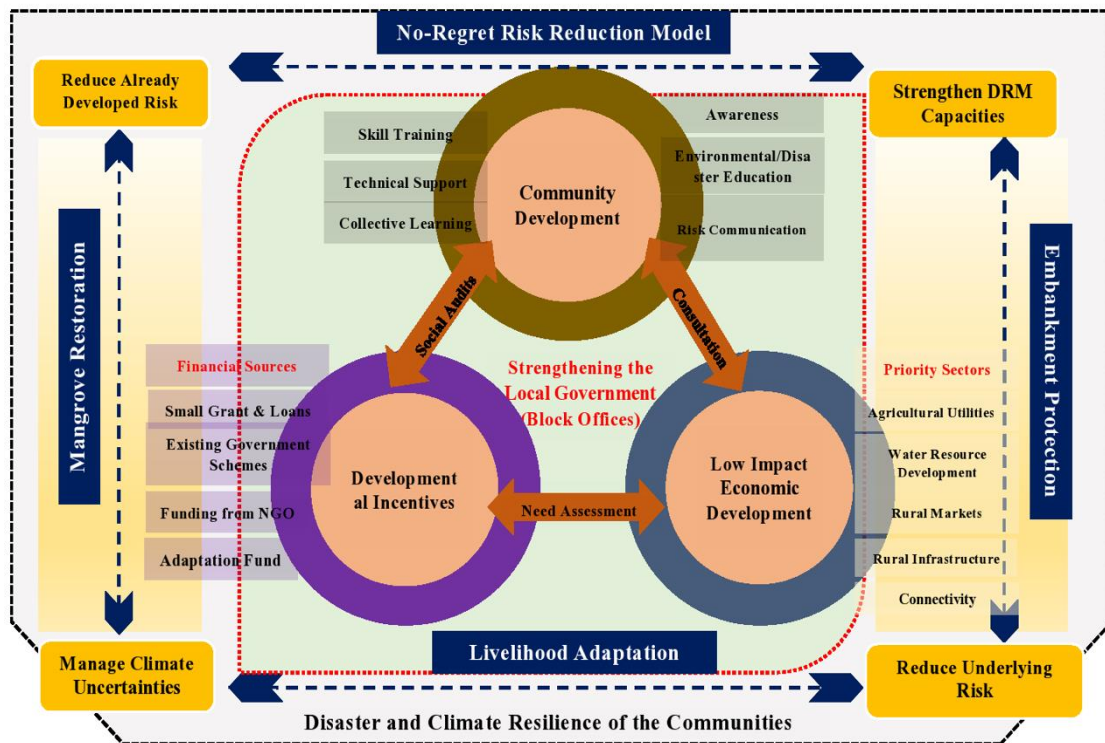 No-Regret Risk Reduction Model
Reduce Already
Developed Risk
Strengthen DRM
Capacities
Skill Training
Technical Support
Collective Learning
Community
Development
Awareness
Environmental/Disa
ster Education
Risk Communication
Mangrove Restoration
Embankment Protection
Social Audits
Consultation
Financial Sources
Small Grant & Loans
Existing Government
Schemes
Funding from NGO
Adaptation Fund
Strengthening the
Local Government
(Block Offices)
Development
al Incentives
Need Assessment
Low Impact
Economic
Development
Priority Sectors
Agricultural Utilities
Water Resource
Development
Rural Markets
Rural Infrastructure
Connectivity
Manage Climate
Uncertainties
Livelihood Adaptation
Reduce Underlying
Risk
Disaster and Climate Resilience of the Communities